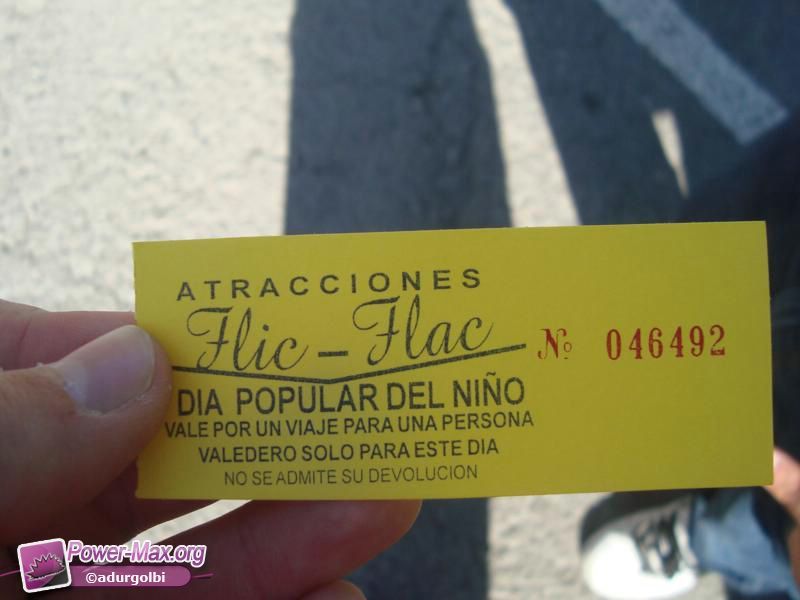 ATRACCIONES
Flic - Flac
Nº 046492
DIA POPULAR DEL NIÑO
VALE POR UN VIAJE PARA UNA PERSONA
VALEDERO SOLO PARA ESTE DIA
NO SE ADMITE SU DEVOLUCION
Power-Max.org
©adurgolbi